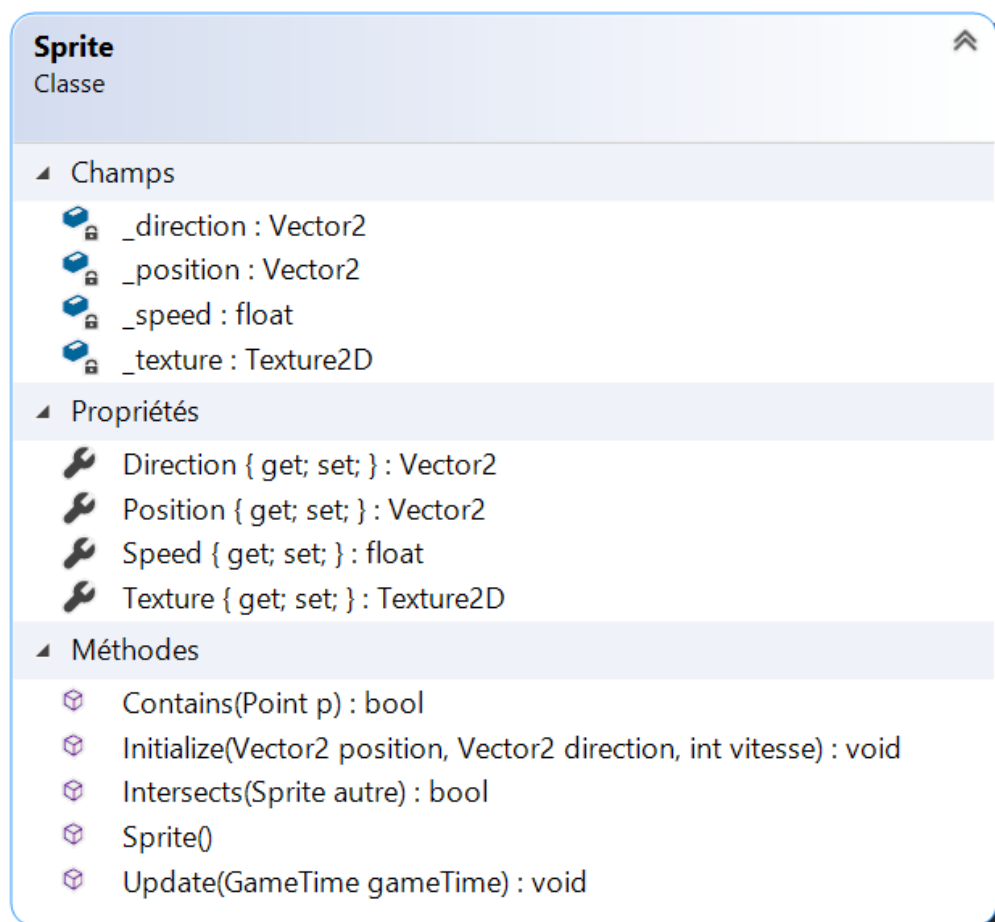 Sprite
Classe
Champs
_direction : Vector2
_position : Vector2
_speed : float
_texture : Texture2D
Propriétés
Direction { get; set; } : Vector2
Position { get; set; } : Vector2
Speed { get; set; } : float
Texture { get; set; } : Texture2D
Méthodes
Contains(Point p) : bool
Initialize(Vector2 position, Vector2 direction, int vitesse) : void
Intersects(Sprite autre) : bool
Sprite()
Update(GameTime gameTime) : void